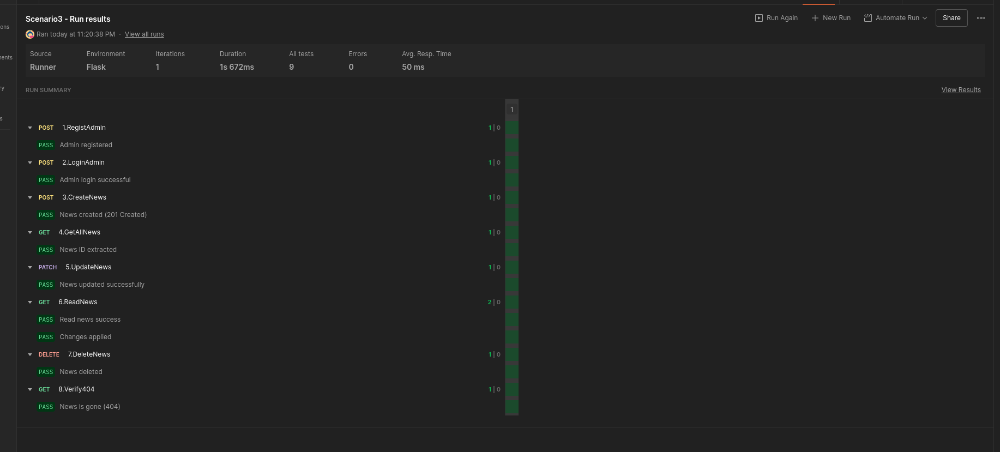 Scenario3 - Run results
Run Again
New Run
Automate Run
Share
Ran today at 11:20:38 PM · View all runs
ons
nents
ry
s
Source Environment Iterations Duration All tests Errors Avg. Resp. Time
Runner Flask 1 1s 672ms 9 0 50 ms
RUN SUMMARY
View Results
1
POST 1.RegistAdmin 1 | 0
PASS Admin registered
POST 2.LoginAdmin 1 | 0
PASS Admin login successful
POST 3.CreateNews 1 | 0
PASS News created (201 Created)
GET 4.GetAllNews 1 | 0
PASS News ID extracted
PATCH 5.UpdateNews 1 | 0
PASS News updated successfully
GET 6.ReadNews 2 | 0
PASS Read news success
PASS Changes applied
DELETE 7.DeleteNews 1 | 0
PASS News deleted
GET 8.Verify404 1 | 0
PASS News is gone (404)